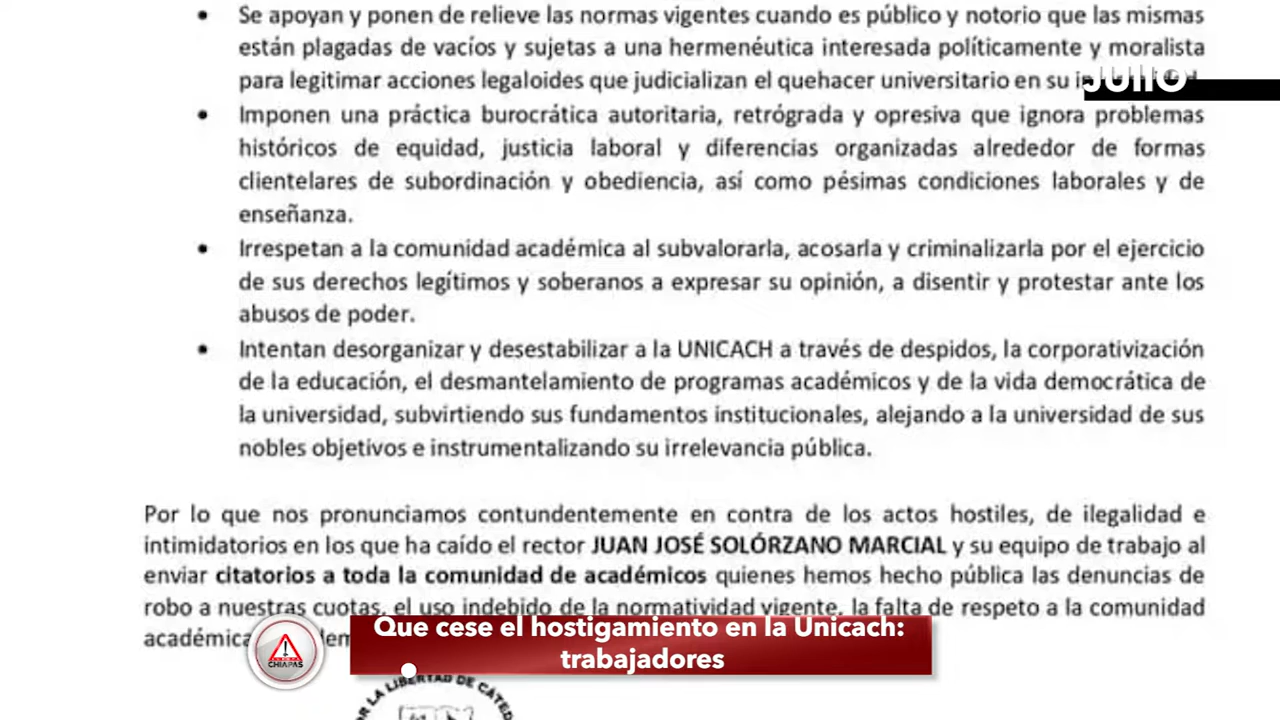 • Se apoyan y ponen de relieve las normas vigentes cuando es público y notorio que las mismas
están plagadas de vacíos y sujetas a una hermenéutica interesada políticamente y moralista
para legitimar acciones legaloides que judicializan el quehacer universitario en su
Julio
• Imponen una práctica burocrática autoritaria, retrógrada y opresiva que ignora problemas
históricos de equidad, justicia laboral y diferencias organizadas alrededor de formas
clientelares de subordinación y obediencia, así como pésimas condiciones laborales y de
enseñanza.
• Irrespetan a la comunidad académica al subvalorarla, acosarla y criminalizarla por el ejercicio
de sus derechos legítimos y soberanos a expresar su opinión, a disentir y protestar ante los
abusos de poder.
• Intentan desorganizar y desestabilizar a la UNICACH a través de despidos, la corporativización
de la educación, el desmantelamiento de programas académicos y de la vida democrática de
la universidad, subvirtiendo sus fundamentos institucionales, alejando a la universidad de sus
nobles objetivos e instrumentalizando su irrelevancia pública.
Por lo que nos pronunciamos contundentemente en contra de los actos hostiles, de ilegalidad e
intimidatorios en los que ha caído el rector JUAN JOSÉ SOLÓRZANO MARCIAL y su equipo de trabajo al
enviar citatorios a toda la comunidad de académicos quienes hemos hecho pública las denuncias de
robo a nuestras cuotas, el uso indebido de la normatividad vigente, la falta de respeto a la comunidad
académica
Que cese el hostigamiento en la Unicach:
trabajadores
CHIAPAS
LA LIBERTAD DE